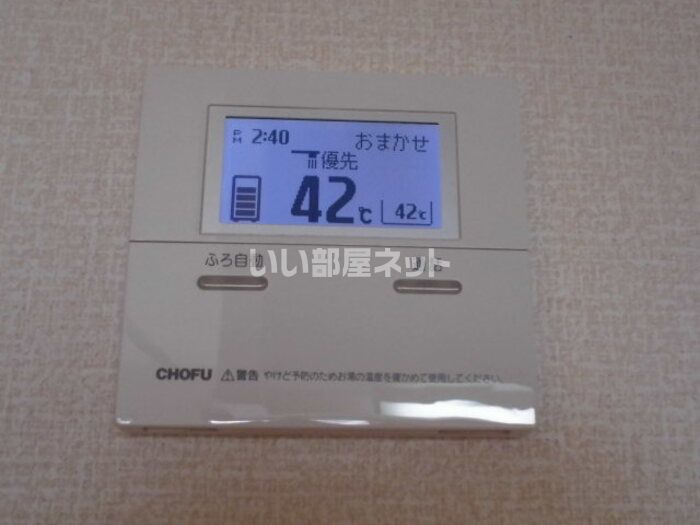 PM 2:40 おまかせ
優先
42℃ 42℃
ふろ自動
いい部屋ネット
CHOFU ⚠警告 やけど予防のためお湯の温度を確かめて使用してください。